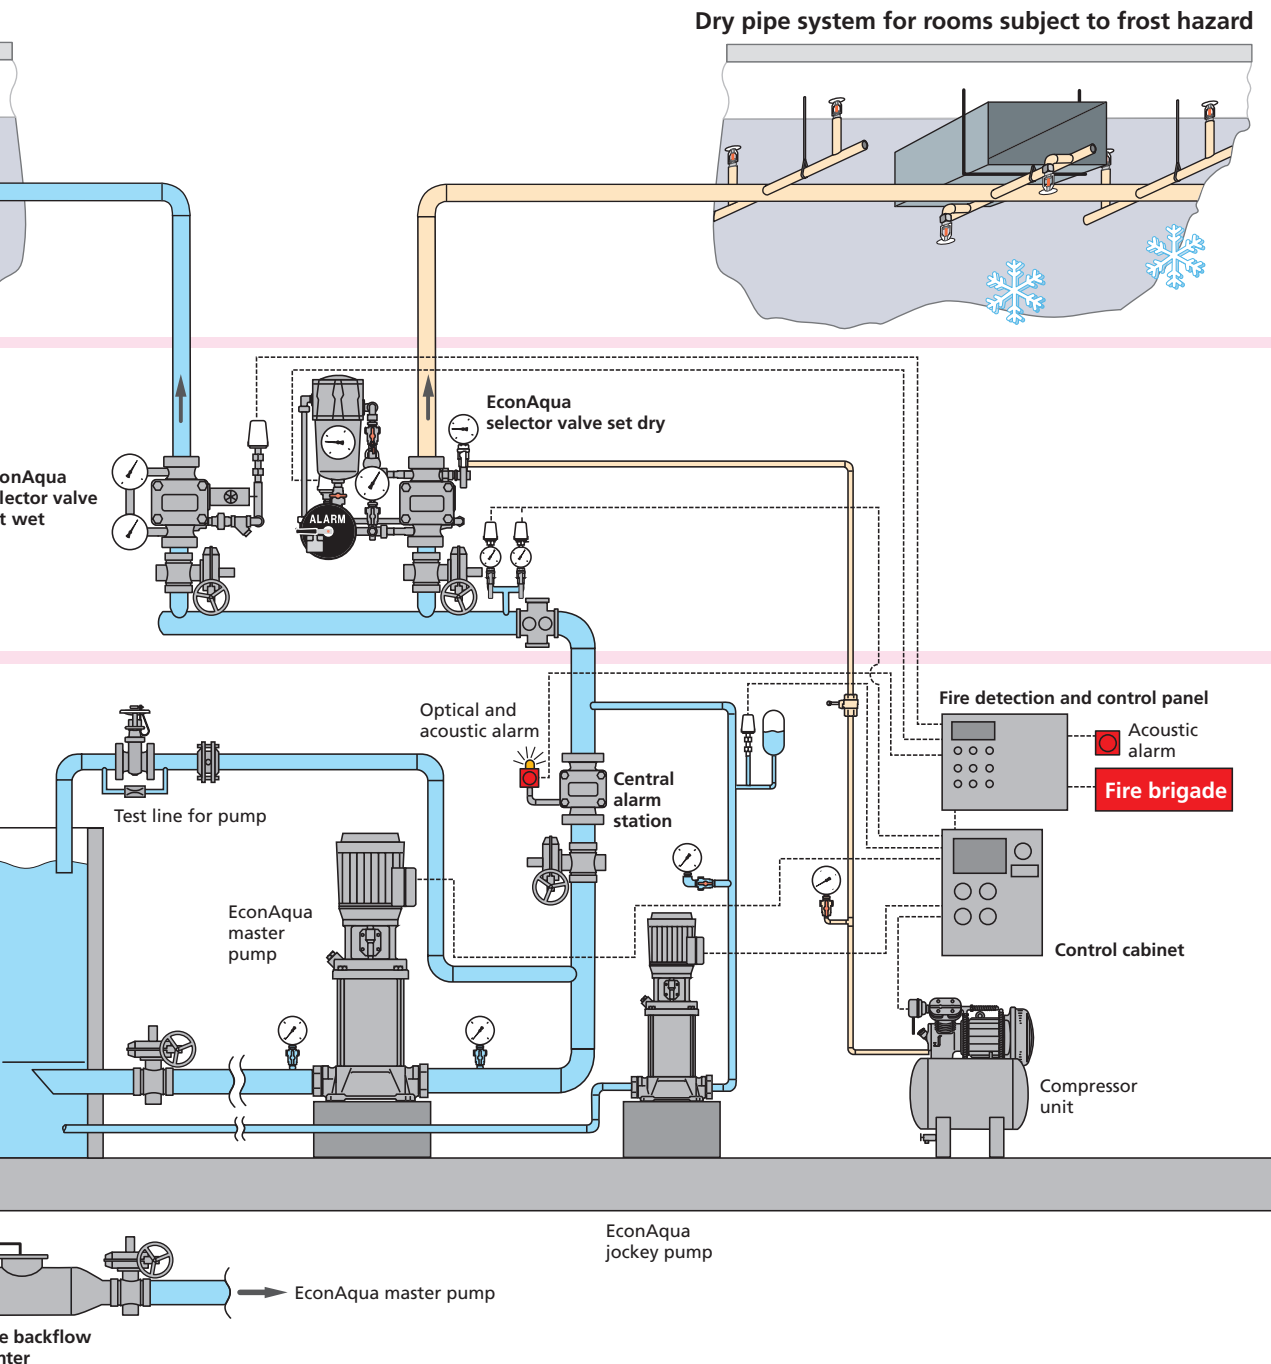 Dry pipe system for rooms subject to frost hazard
EconAqua
selector valve set dry
onAqua
lector valve
t wet
ALARM
Optical and
acoustic alarm
Central
alarm
station
Fire detection and control panel
Acoustic
alarm
Fire brigade
Test line for pump
EconAqua
master
pump
Control cabinet
Compressor
unit
EconAqua
jockey pump
EconAqua master pump
e backflow
nter